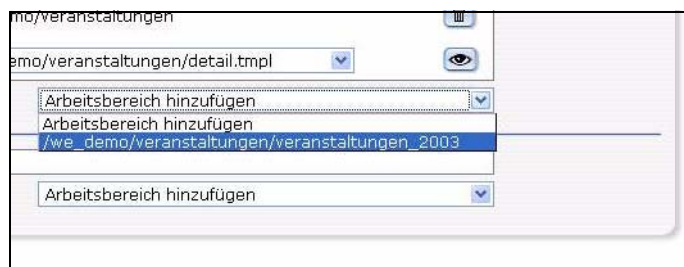 mo/veranstaltungen
emo/veranstaltungen/detail.tmpl
Arbeitsbereich hinzufügen
Arbeitsbereich hinzufügen
/we_demo/veranstaltungen/veranstaltungen_2003
Arbeitsbereich hinzufügen